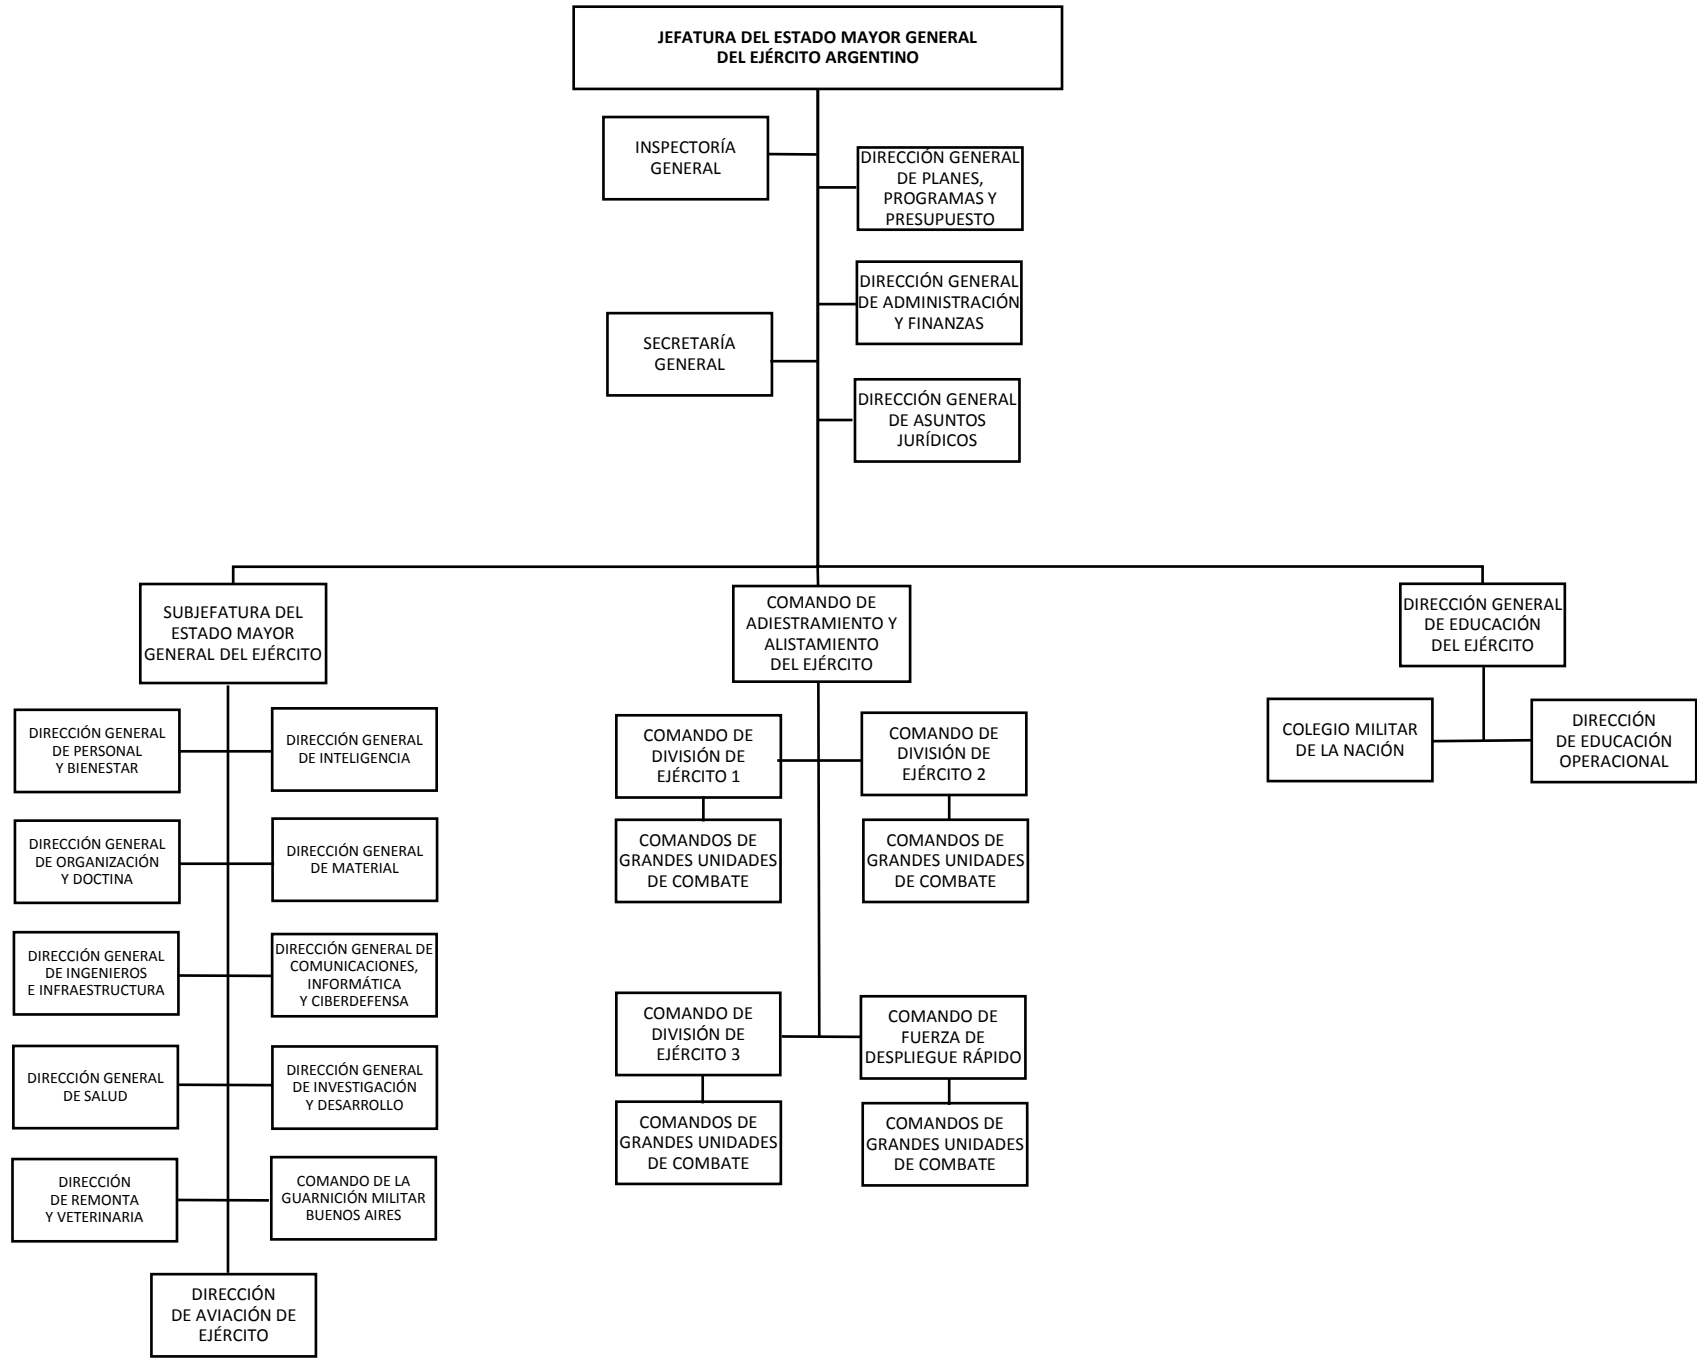 JEFATURA DEL ESTADO MAYOR GENERAL
DEL EJÉRCITO ARGENTINO
INSPECTORÍA
GENERAL
DIRECCIÓN GENERAL
DE PLANES,
PROGRAMAS Y
PRESUPUESTO
DIRECCIÓN GENERAL
DE ADMINISTRACIÓN
Y FINANZAS
SECRETARÍA
GENERAL
DIRECCIÓN GENERAL
DE ASUNTOS
JURÍDICOS
SUBJEFATURA DEL
ESTADO MAYOR
GENERAL DEL EJÉRCITO
DIRECCIÓN GENERAL
DE PERSONAL
Y BIENESTAR
DIRECCIÓN GENERAL
DE INTELIGENCIA
DIRECCIÓN GENERAL
DE ORGANIZACIÓN
Y DOCTINA
DIRECCIÓN GENERAL
DE MATERIAL
DIRECCIÓN GENERAL
DE INGENIEROS
E INFRAESTRUCTURA
DIRECCIÓN GENERAL DE
COMUNICACIONES,
INFORMÁTICA
Y CIBERDEFENSA
DIRECCIÓN GENERAL
DE SALUD
DIRECCIÓN GENERAL
DE INVESTIGACIÓN
Y DESARROLLO
DIRECCIÓN
DE REMONTA
Y VETERINARIA
COMANDO DE LA
GUARNICIÓN MILITAR
BUENOS AIRES
DIRECCIÓN
DE AVIACIÓN DE
EJÉRCITO
COMANDO DE
ADIESTRAMIENTO Y
ALISTAMIENTO
DEL EJÉRCITO
COMANDO DE
DIVISIÓN DE
EJÉRCITO 1
COMANDOS DE
GRANDES UNIDADES
DE COMBATE
COMANDO DE
DIVISIÓN DE
EJÉRCITO 2
COMANDOS DE
GRANDES UNIDADES
DE COMBATE
COMANDO DE
DIVISIÓN DE
EJÉRCITO 3
COMANDOS DE
GRANDES UNIDADES
DE COMBATE
COMANDO DE
FUERZA DE
DESPLIEGUE RÁPIDO
COMANDOS DE
GRANDES UNIDADES
DE COMBATE
DIRECCIÓN GENERAL
DE EDUCACIÓN
DEL EJÉRCITO
COLEGIO MILITAR
DE LA NACIÓN
DIRECCIÓN
DE EDUCACIÓN
OPERACIONAL